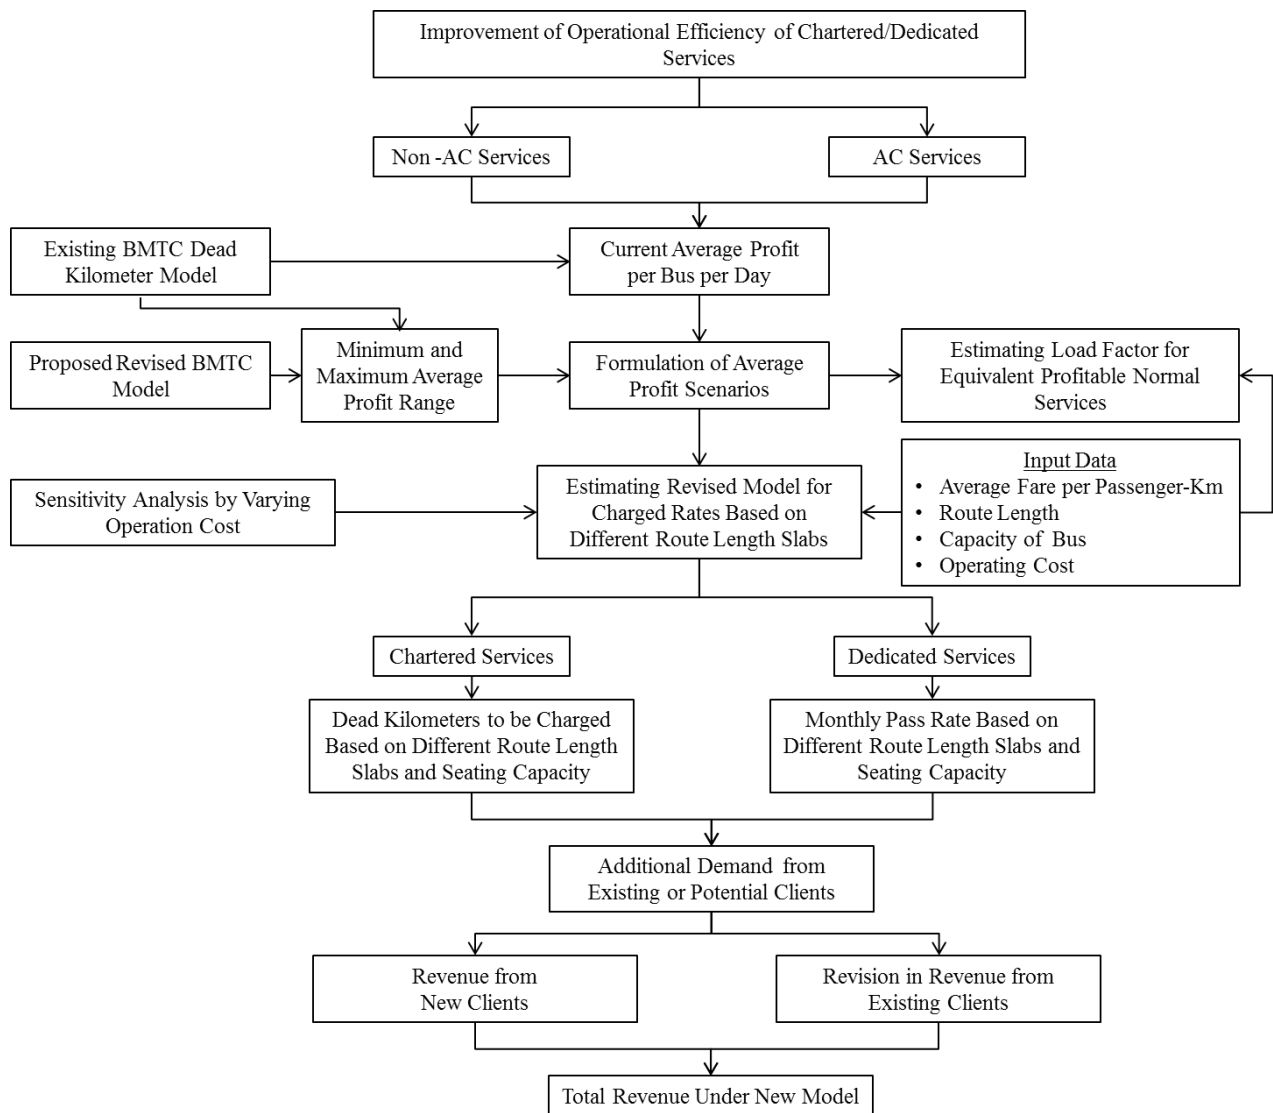 Improvement of Operational Efficiency of Chartered/Dedicated
Services
Non -AC Services
AC Services
Existing BMTC Dead
Kilometer Model
Current Average Profit
per Bus per Day
Proposed Revised BMTC
Model
Minimum and
Maximum Average
Profit Range
Formulation of Average
Profit Scenarios
Estimating Load Factor for
Equivalent Profitable Normal
Services
Sensitivity Analysis by Varying
Operation Cost
Estimating Revised Model for
Charged Rates Based on
Different Route Length Slabs
Input Data
• Average Fare per Passenger-Km
• Route Length
• Capacity of Bus
• Operating Cost
Chartered Services
Dedicated Services
Dead Kilometers to be Charged
Based on Different Route Length
Slabs and Seating Capacity
Monthly Pass Rate Based on
Different Route Length Slabs and
Seating Capacity
Additional Demand from
Existing or Potential Clients
Revenue from
New Clients
Revision in Revenue from
Existing Clients
Total Revenue Under New Model